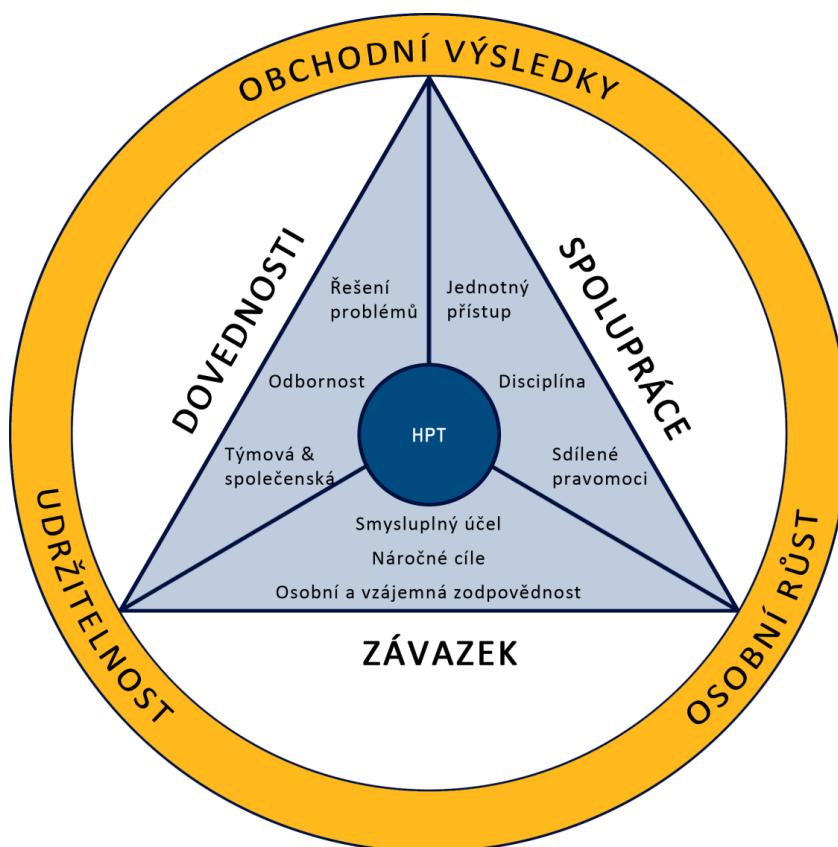 OBCHODNÍ VÝSLEDKY
DOVEDNOSTI
SPOLUPRÁCE
Řešení
problémů
Jednotný
přístup
Odbornost
Disciplína
HPT
Týmová &
společenská
Sdílené
pravomoci
Smysluplný účel
Náročné cíle
Osobní a vzájemná zodpovědnost
ZÁVAZEK
UDRŽITELNOST
OSOBNÍ RŮST